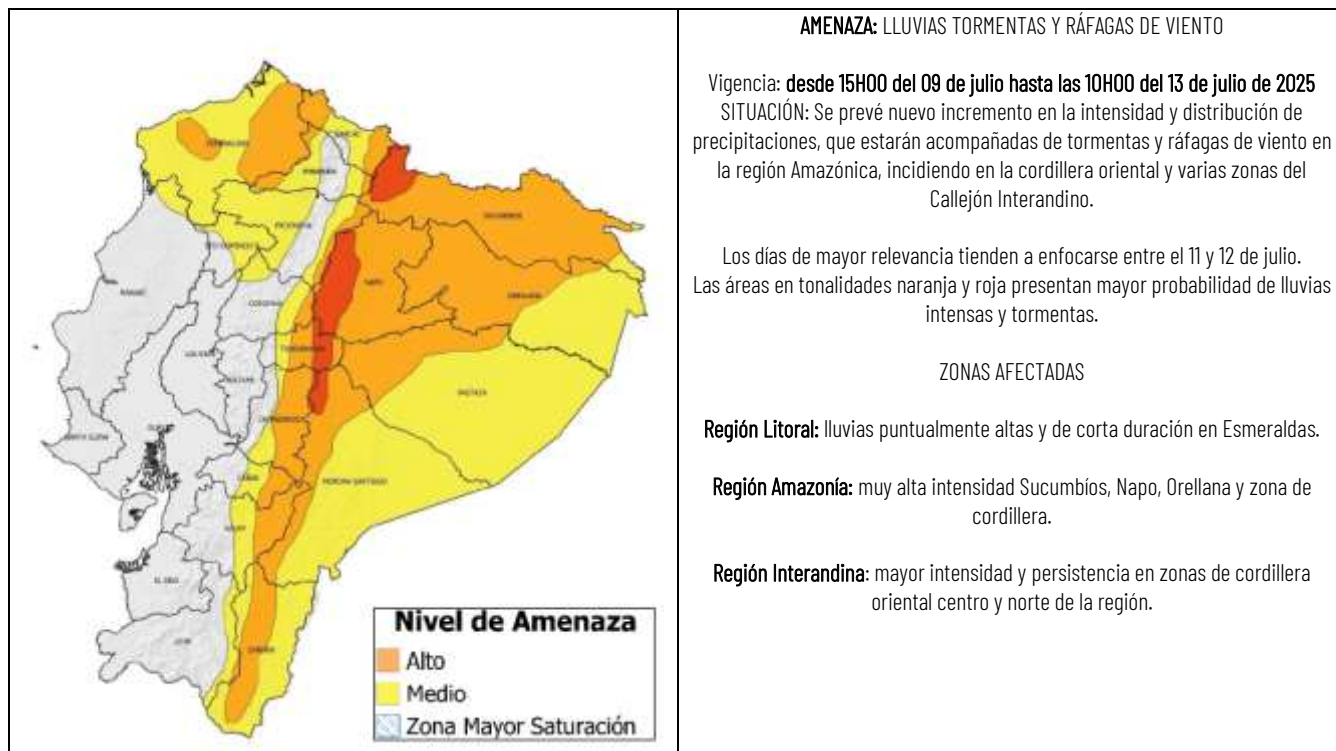 AMENAZA: LLUVIAS TORMENTAS Y RÁFAGAS DE VIENTO
Vigencia: desde 15H00 del 09 de julio hasta las 10H00 del 13 de julio de 2025
SITUACIÓN: Se prevé nuevo incremento en la intensidad y distribución de
precipitaciones, que estarán acompañadas de tormentas y ráfagas de viento en
la región Amazónica, incidiendo en la cordillera oriental y varias zonas del
Callejón Interandino.
Los días de mayor relevancia tienden a enfocarse entre el 11 y 12 de julio.
Las áreas en tonalidades naranja y roja presentan mayor probabilidad de lluvias
intensas y tormentas.
ZONAS AFECTADAS
Región Litoral: lluvias puntualmente altas y de corta duración en Esmeraldas.
Región Amazonía: muy alta intensidad Sucumbíos, Napo, Orellana y zona de
cordillera.
Región Interandina: mayor intensidad y persistencia en zonas de cordillera
oriental centro y norte de la región.
NAPO
PASTAZA
MORONA SANTIAGO
Nivel de Amenaza
Alto
Medio
Zona Mayor Saturación